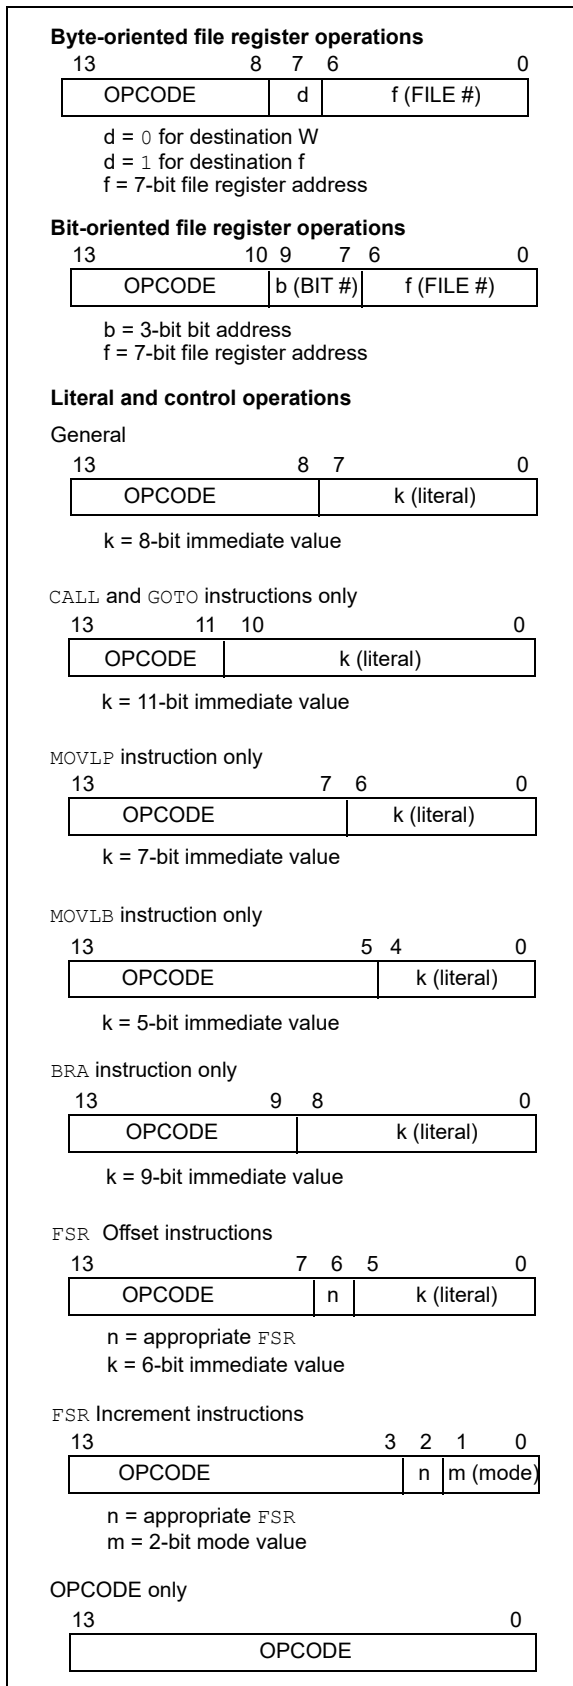 Byte-oriented file register operations
13 8 7 6 0
OPCODE d f (FILE #)
d = 0 for destination W
d = 1 for destination f
f = 7-bit file register address
Bit-oriented file register operations
13 10 9 7 6 0
OPCODE b (BIT #) f (FILE #)
b = 3-bit bit address
f = 7-bit file register address
Literal and control operations
General
13 8 7 0
OPCODE k (literal)
k = 8-bit immediate value
CALL and GOTO instructions only
13 11 10 0
OPCODE k (literal)
k = 11-bit immediate value
MOVLP instruction only
13 7 6 0
OPCODE k (literal)
k = 7-bit immediate value
MOVLB instruction only
13 5 4 0
OPCODE k (literal)
k = 5-bit immediate value
BRA instruction only
13 9 8 0
OPCODE k (literal)
k = 9-bit immediate value
FSR Offset instructions
13 7 6 5 0
OPCODE n k (literal)
n = appropriate FSR
k = 6-bit immediate value
FSR Increment instructions
13 3 2 1 0
OPCODE n m (mode)
n = appropriate FSR
m = 2-bit mode value
OPCODE only
13 0
OPCODE